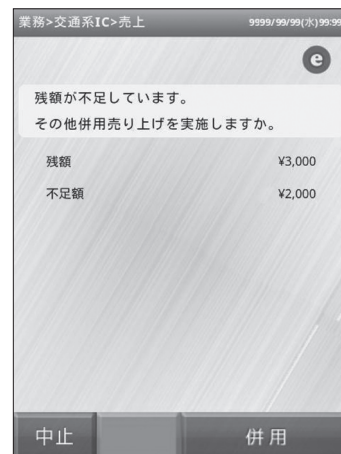 業務>交通系IC>売上 9999/99/99(水)99:99
e
残額が不足しています。
その他併用売り上げを実施しますか。
残額 ¥3,000
不足額 ¥2,000
中止 併用